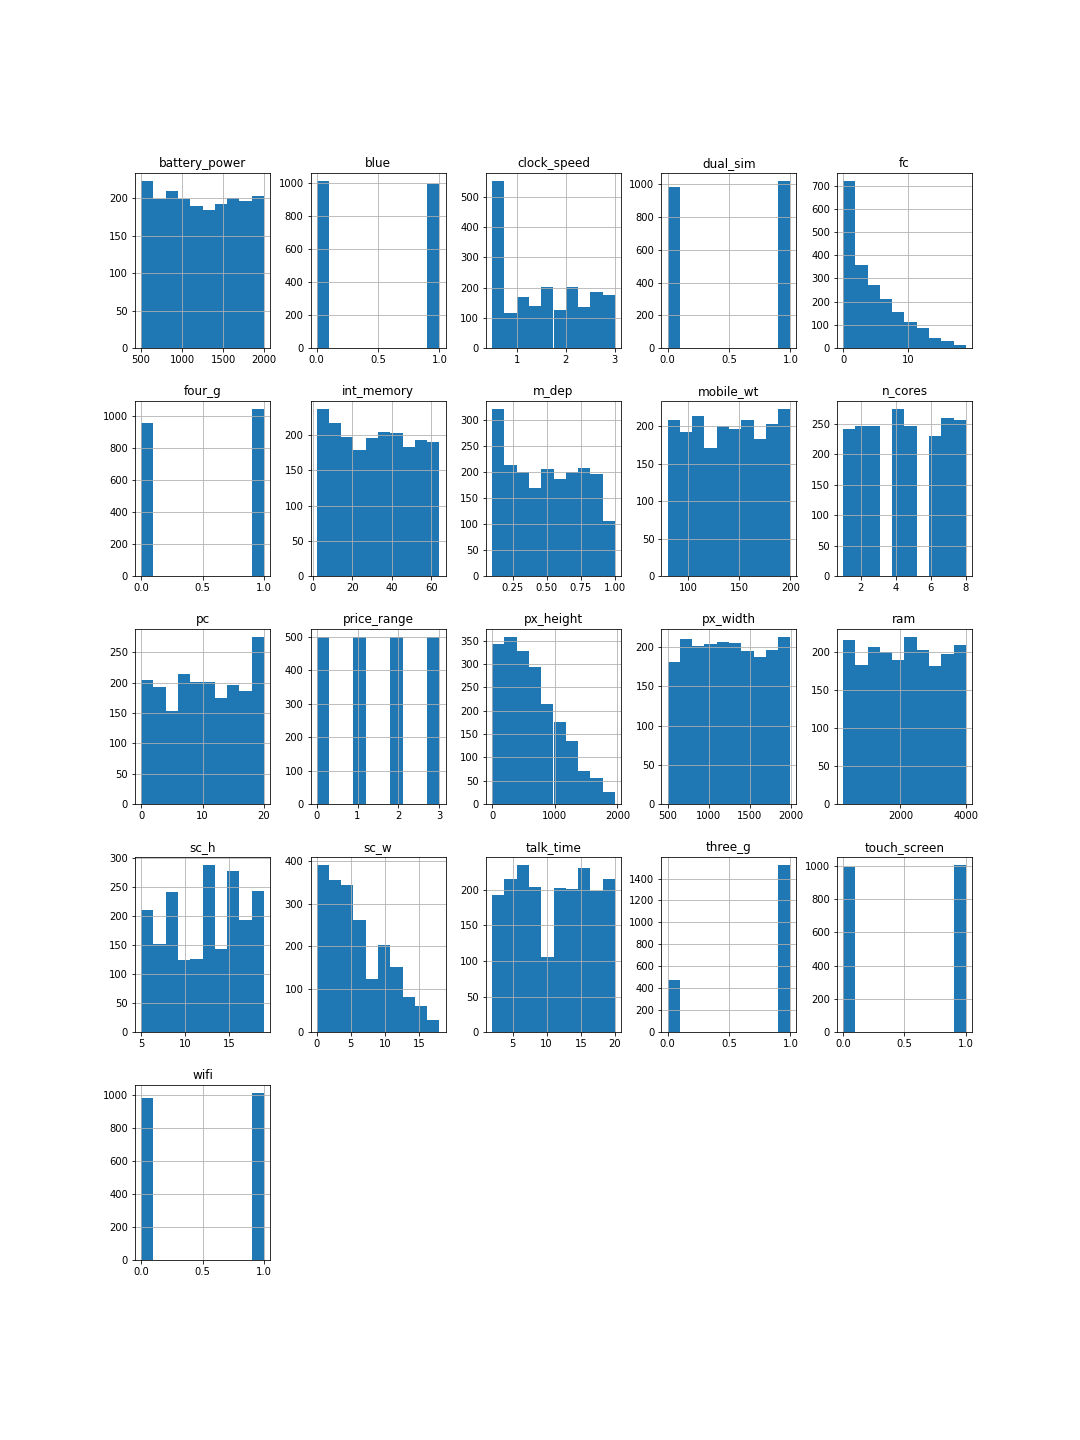 battery_power blue clock_speed dual_sim fc
200 150 100 50 0
500 1000 1500 2000
1000 800 600 400 200 0
0.0 0.5 1.0
500 400 300 200 100 0
1 2 3
1000 800 600 400 200 0
0.0 0.5 1.0
700 600 500 400 300 200 100 0
0 10
four_g int_memory m_dep mobile_wt n_cores
1000 800 600 400 200 0
0.0 0.5 1.0
200 150 100 50 0
0 20 40 60
300 250 200 150 100 50 0
0.25 0.50 0.75 1.00
200 150 100 50 0
100 150 200
250 200 150 100 50 0
2 4 6 8
pc price_range px_height px_width ram
250 200 150 100 50 0
0 10 20
500 400 300 200 100 0
0 1 2 3
350 300 250 200 150 100 50 0
0 1000 2000
200 150 100 50 0
500 1000 1500 2000
200 150 100 50 0
2000 4000
sc_h sc_w talk_time three_g touch_screen
300 250 200 150 100 50 0
5 10 15
400 300 200 100 0
0 5 10 15
200 150 100 50 0
5 10 15 20
1400 1200 1000 800 600 400 200 0
0.0 0.5 1.0
1000 800 600 400 200 0
0.0 0.5 1.0
wifi
1000 800 600 400 200 0
0.0 0.5 1.0